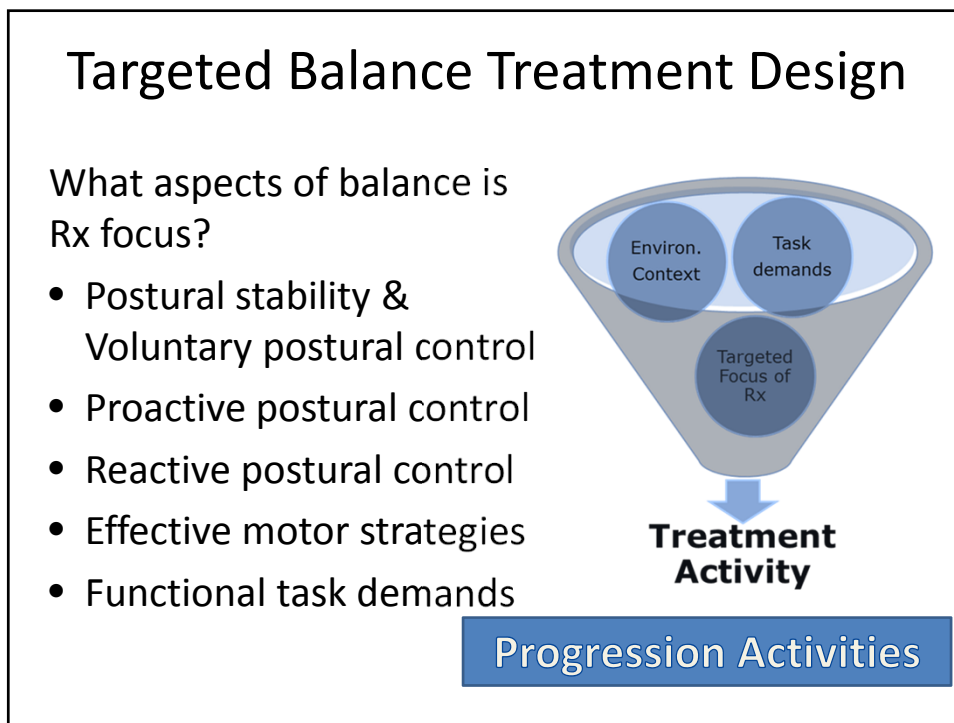 Targeted Balance Treatment Design
What aspects of balance is
Rx focus?
• Postural stability &
Voluntary postural control
• Proactive postural control
• Reactive postural control
• Effective motor strategies
• Functional task demands
Environ.
Context
Task
demands
Targeted
Focus of
Rx
Treatment
Activity
Progression Activities